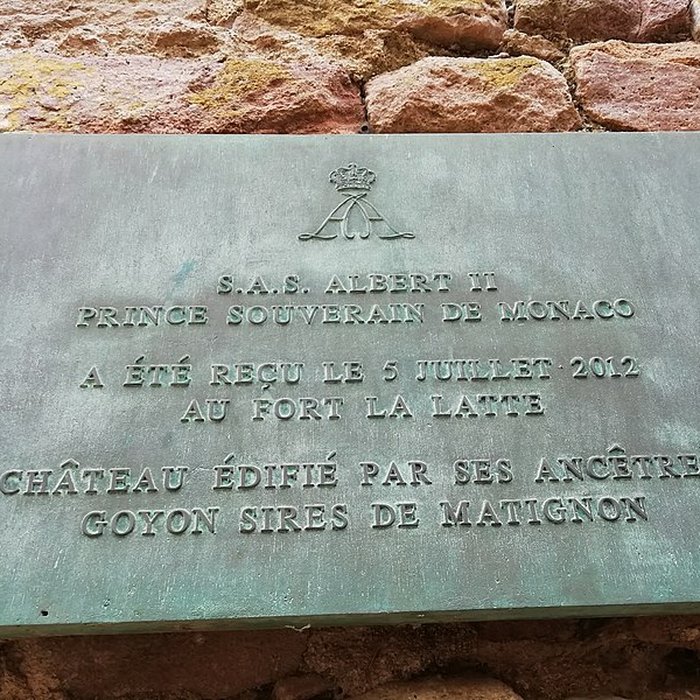 S.A.S. ALBERT II
PRINCE SOUVERAIN DE MONACO
A ÉTÉ REÇU LE 5 JUILLET 2012
AU FORT LA LATTE
CHÂTEAU ÉDIFIÉ PAR SES ANCÊTRE
GOYON SIRES DE MATIGNON